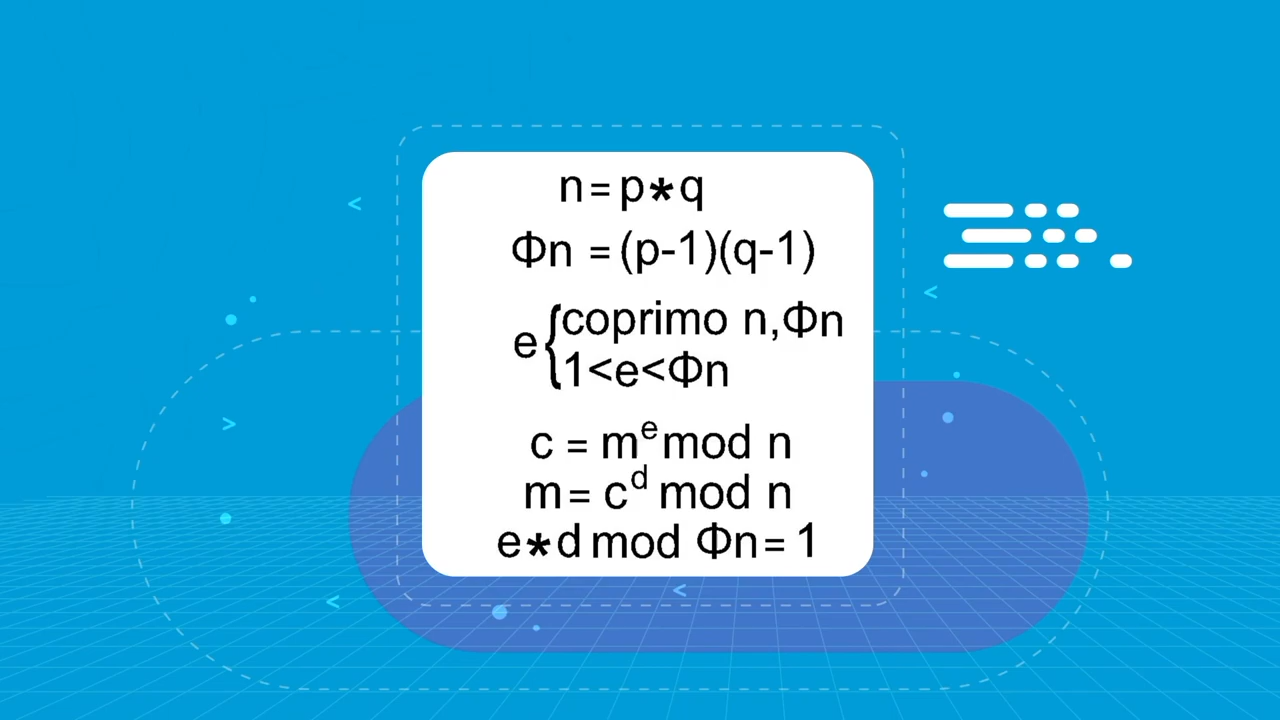 n = p*q
Φn = (p-1)(q-1)
e { coprimo n,Φn
1<e<Φn
c = m^e mod n
m = c^d mod n
e*d mod Φn = 1